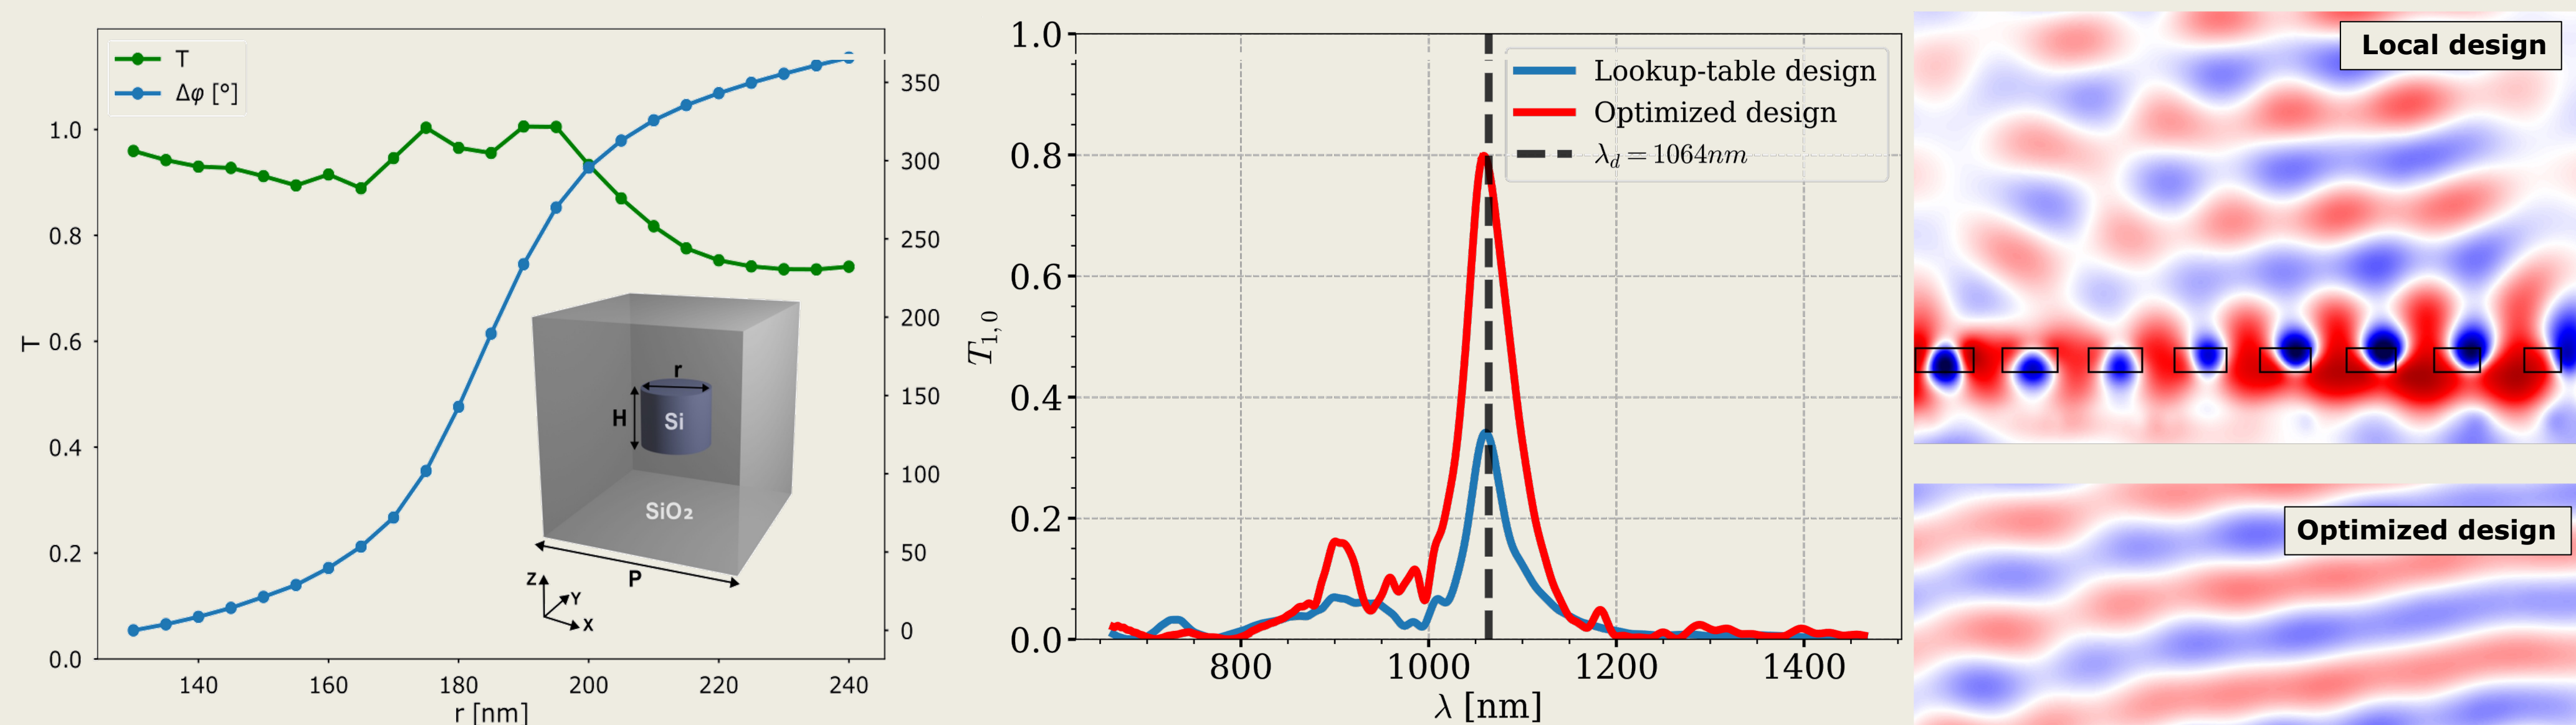 T
Δφ [°]
1.0
0.8
0.6
0.4
0.2
0.0
T
350
300
250
200
150
100
50
0
r
H
Si
SiO₂
P
Z
Y
X
140 160 180 200 220 240
r [nm]
1.0
0.8
0.6
0.4
0.2
0.0
T₁,₀
Lookup-table design
Optimized design
λ_d = 1064nm
800 1000 1200 1400
λ [nm]
Local design
Optimized design